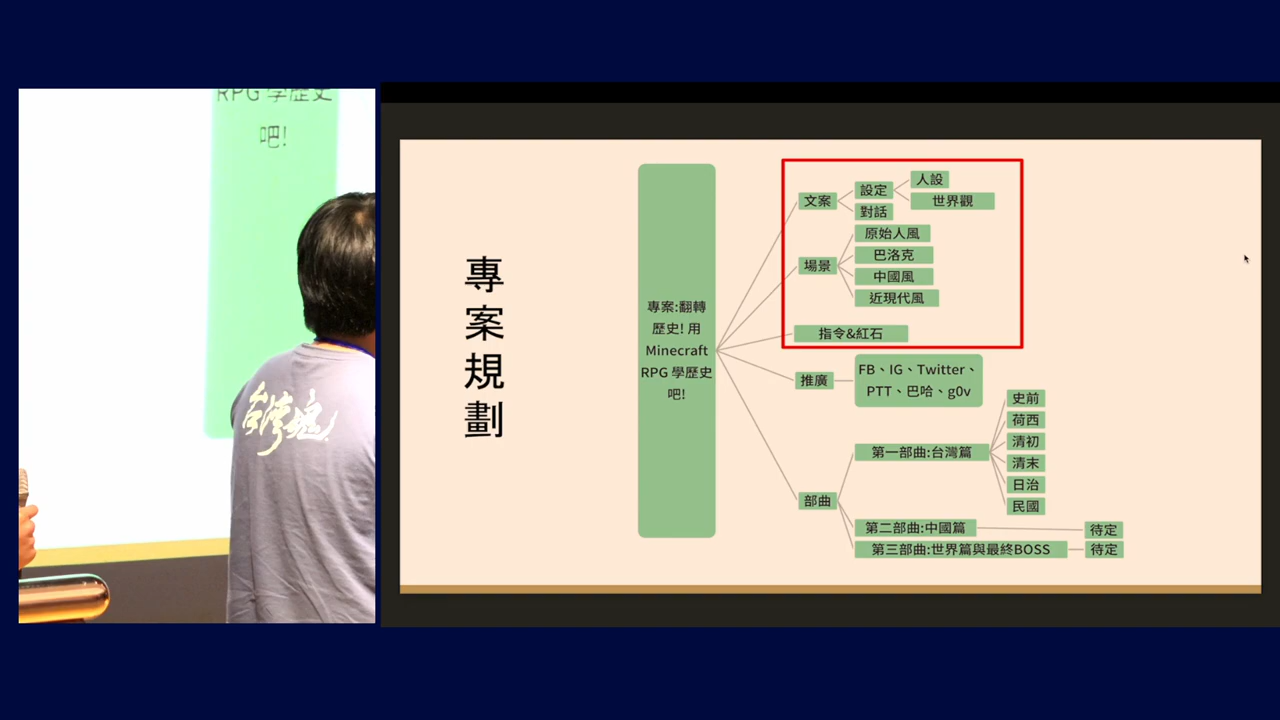 RPG 學歷史
吧!
台灣魂
專案規劃
專案:翻轉
歷史! 用
Minecraft
RPG 學歷史
吧!
文案
設定
人設
世界觀
對話
場景
原始人風
巴洛克
中國風
近現代風
指令&紅石
推廣
FB、IG、Twitter、
PTT、巴哈、g0v
部曲
第一部曲:台灣篇
史前
荷西
清初
清末
日治
民國
第二部曲:中國篇
待定
第三部曲:世界篇與最終BOSS
待定